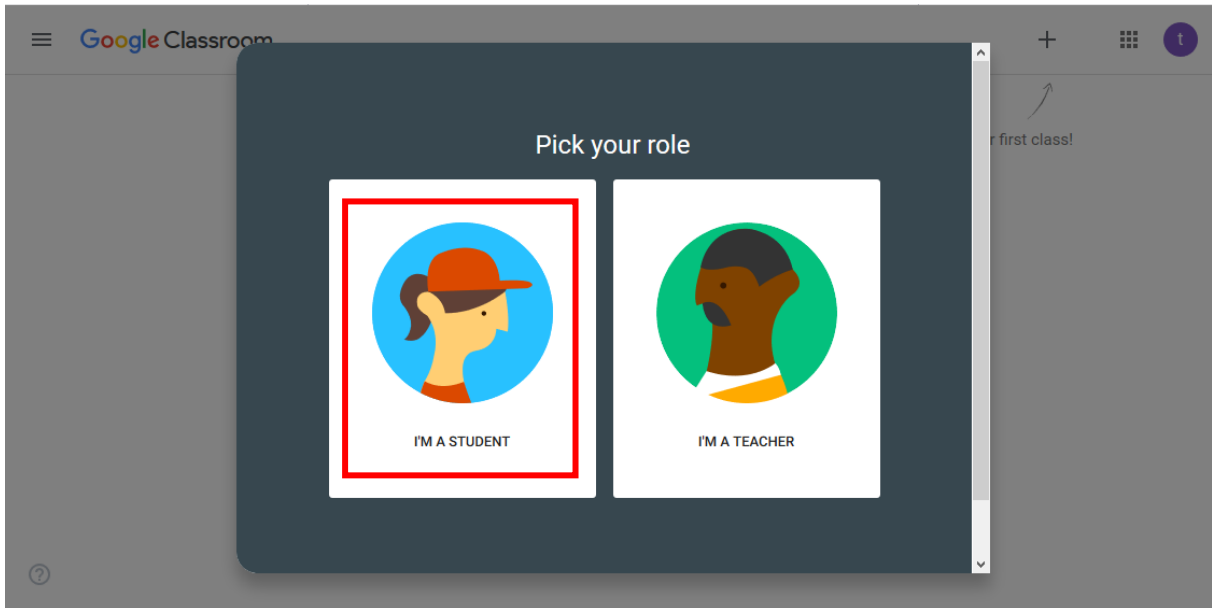 Google Classroom
t
r first class!
Pick your role
I'M A STUDENT
I'M A TEACHER
?